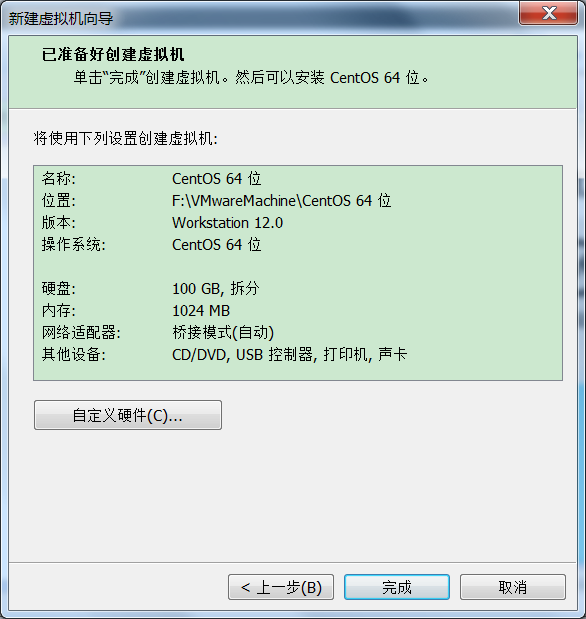 新建虚拟机向导
已准备好创建虚拟机
单击“完成”创建虚拟机。然后可以安装 CentOS 64 位。
将使用下列设置创建虚拟机:
名称: CentOS 64 位
位置: F:\VMwareMachine\CentOS 64 位
版本: Workstation 12.0
操作系统: CentOS 64 位
硬盘: 100 GB, 拆分
内存: 1024 MB
网络适配器: 桥接模式(自动)
其他设备: CD/DVD, USB 控制器, 打印机, 声卡
自定义硬件(C)...
< 上一步(B) 完成 取消